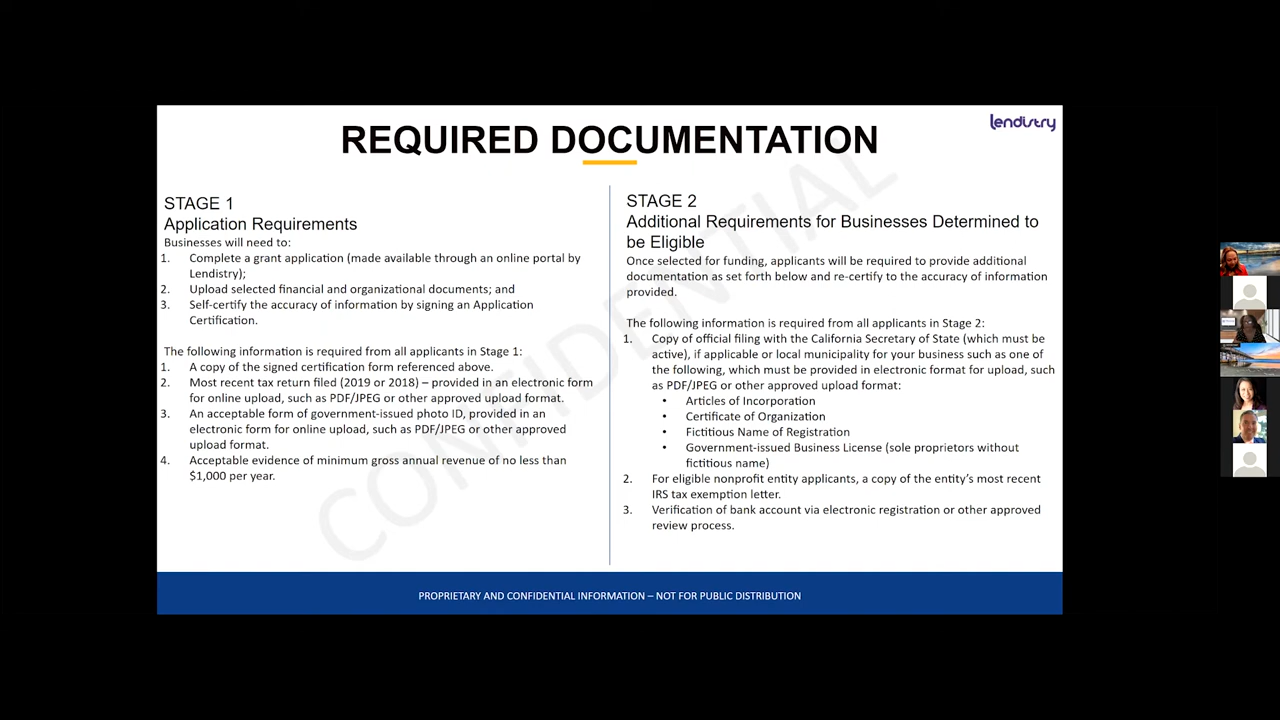 lendistry
REQUIRED DOCUMENTATION
STAGE 1
Application Requirements
Businesses will need to:
1. Complete a grant application (made available through an online portal by
Lendistry);
2. Upload selected financial and organizational documents; and
3. Self-certify the accuracy of information by signing an Application
Certification.
The following information is required from all applicants in Stage 1:
1. A copy of the signed certification form referenced above.
2. Most recent tax return filed (2019 or 2018) – provided in an electronic form
for online upload, such as PDF/JPEG or other approved upload format.
3. An acceptable form of government-issued photo ID, provided in an
electronic form for online upload, such as PDF/JPEG or other approved
upload format.
4. Acceptable evidence of minimum gross annual revenue of no less than
$1,000 per year.
STAGE 2
Additional Requirements for Businesses Determined to
be Eligible
Once selected for funding, applicants will be required to provide additional
documentation as set forth below and re-certify to the accuracy of information
provided.
The following information is required from all applicants in Stage 2:
1. Copy of official filing with the California Secretary of State (which must be
active), if applicable or local municipality for your business such as one of
the following, which must be provided in electronic format for upload, such
as PDF/JPEG or other approved upload format:
• Articles of Incorporation
• Certificate of Organization
• Fictitious Name of Registration
• Government-issued Business License (sole proprietors without
fictitious name)
2. For eligible nonprofit entity applicants, a copy of the entity's most recent
IRS tax exemption letter.
3. Verification of bank account via electronic registration or other approved
review process.
CONFIDENTIAL
PROPRIETARY AND CONFIDENTIAL INFORMATION – NOT FOR PUBLIC DISTRIBUTION